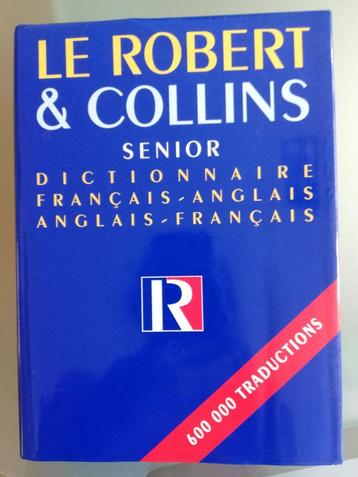 LE ROBERT
& COLLINS
SENIOR
DICTIONNAIRE
FRANÇAIS-ANGLAIS
ANGLAIS-FRANÇAIS
R
600 000 TRADUCTIONS